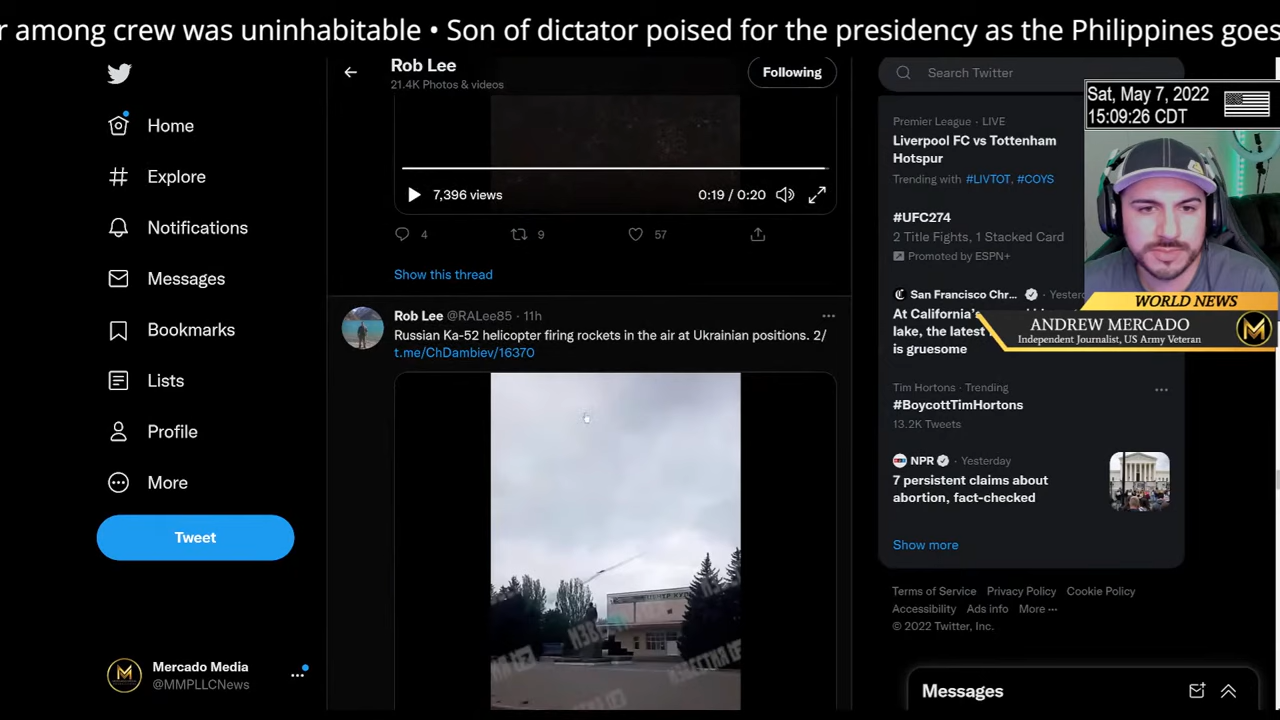 r among crew was uninhabitable • Son of dictator poised for the presidency as the Philippines goes
Home
Explore
Notifications
Messages
Bookmarks
Lists
Profile
More
Tweet
Mercado Media
@MMPLLCNews
Rob Lee
21.4K Photos & videos
Following
7,396 views
0:19 / 0:20
4
9
57
Show this thread
Rob Lee @RALee85 · 11h
Russian Ka-52 helicopter firing rockets in the air at Ukrainian positions. 2/
t.me/ChDambiev/16370
Search Twitter
Sat, May 7, 2022
15:09:26 CDT
Premier League · LIVE
Liverpool FC vs Tottenham
Hotspur
Trending with #LIVTOT, #COYS
#UFC274
2 Title Fights, 1 Stacked Card
Promoted by ESPN+
San Francisco Chr...
At California's
lake, the latest
is gruesome
WORLD NEWS
ANDREW MERCADO
Independent Journalist, US Army Veteran
Tim Hortons · Trending
#BoycottTimHortons
13.2K Tweets
NPR · Yesterday
7 persistent claims about
abortion, fact-checked
Show more
Terms of Service Privacy Policy Cookie Policy
Accessibility Ads info More
© 2022 Twitter, Inc.
Messages